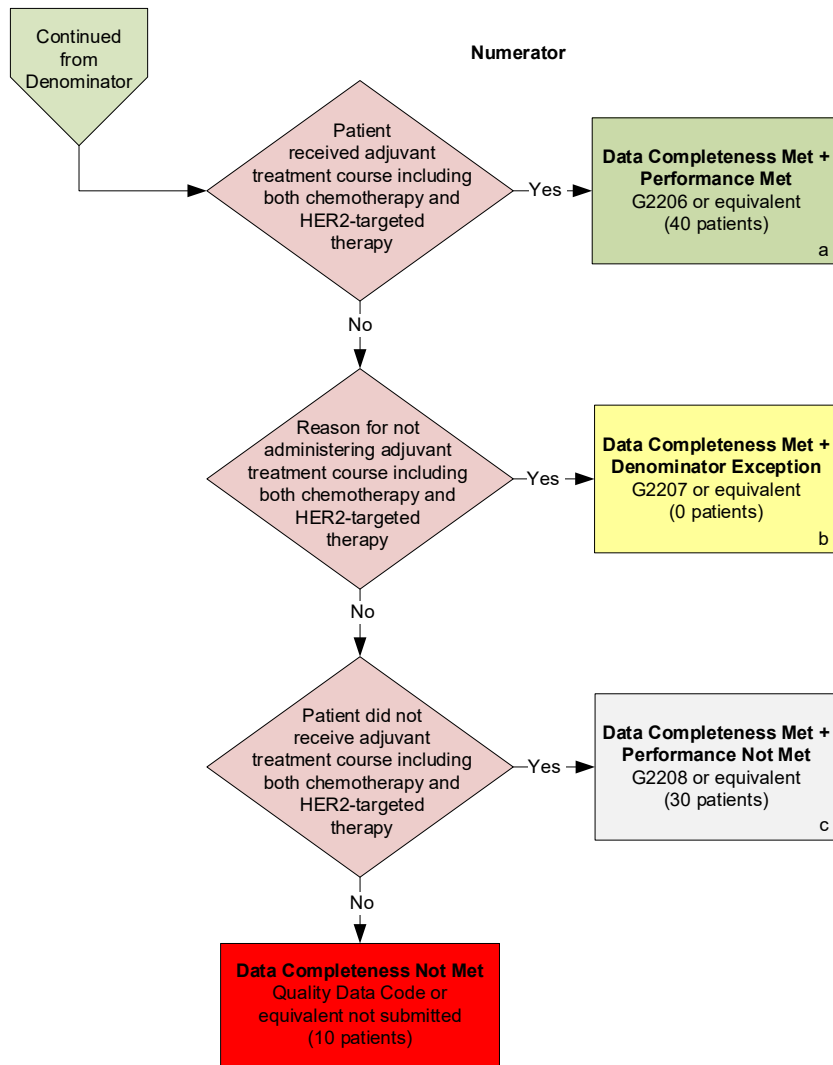 Continued
from
Denominator
Numerator
Patient
received adjuvant
treatment course including
both chemotherapy and
HER2-targeted
therapy
Yes
Data Completeness Met +
Performance Met
G2206 or equivalent
(40 patients)
a
No
Reason for not
administering adjuvant
treatment course including
both chemotherapy and
HER2-targeted
therapy
Yes
Data Completeness Met +
Denominator Exception
G2207 or equivalent
(0 patients)
b
No
Patient did not
receive adjuvant
treatment course including
both chemotherapy and
HER2-targeted
therapy
Yes
Data Completeness Met +
Performance Not Met
G2208 or equivalent
(30 patients)
c
No
Data Completeness Not Met
Quality Data Code or
equivalent not submitted
(10 patients)